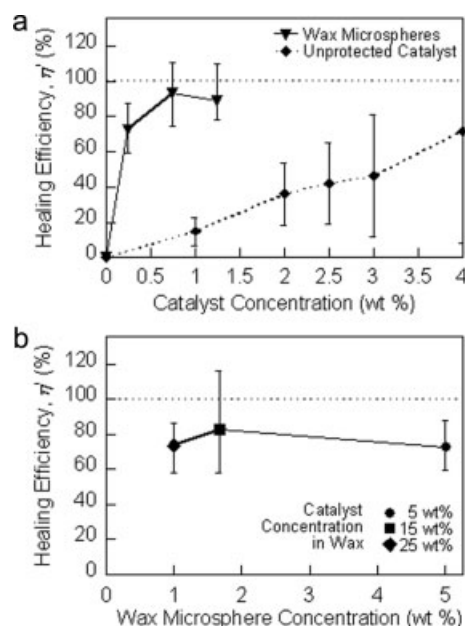 a
Wax Microspheres
Unprotected Catalyst
Healing Efficiency, η' (%)
120
100
80
60
40
20
0
0 0.5 1 1.5 2 2.5 3 3.5 4
Catalyst Concentration (wt %)
b
Healing Efficiency, η' (%)
120
100
80
60
40
20
0
Catalyst
Concentration
in Wax
5 wt%
15 wt%
25 wt%
0 1 2 3 4 5
Wax Microsphere Concentration (wt %)